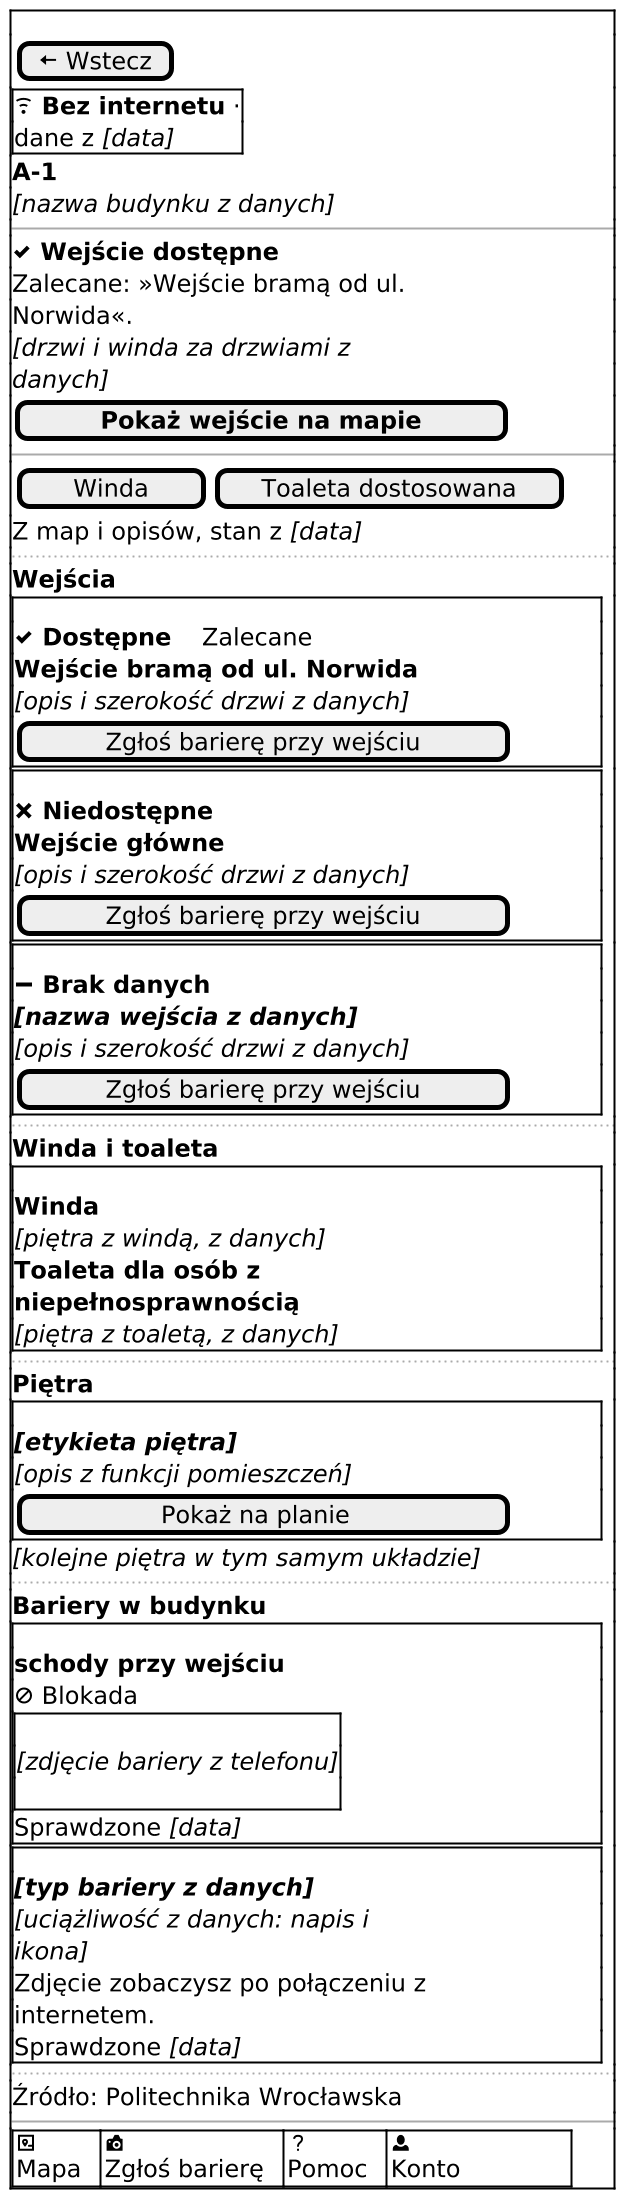 ← Wstecz
Bez internetu ·
dane z [data]
A-1
[nazwa budynku z danych]
✔ Wejście dostępne
Zalecane: »Wejście bramą od ul.
Norwida«.
[drzwi i winda za drzwiami z
danych]
Pokaż wejście na mapie
Winda Toaleta dostosowana
Z map i opisów, stan z [data]
Wejścia
✔ Dostępne Zalecane
Wejście bramą od ul. Norwida
[opis i szerokość drzwi z danych]
Zgłoś barierę przy wejściu
✖ Niedostępne
Wejście główne
[opis i szerokość drzwi z danych]
Zgłoś barierę przy wejściu
━ Brak danych
[nazwa wejścia z danych]
[opis i szerokość drzwi z danych]
Zgłoś barierę przy wejściu
Winda i toaleta
Winda
[piętra z windą, z danych]
Toaleta dla osób z
niepełnosprawnością
[piętra z toaletą, z danych]
Piętra
[etykieta piętra]
[opis z funkcji pomieszczeń]
Pokaż na planie
[kolejne piętra w tym samym układzie]
Bariery w budynku
schody przy wejściu
⊘ Blokada
[zdjęcie bariery z telefonu]
Sprawdzone [data]
[typ bariery z danych]
[uciążliwość z danych: napis i
ikona]
Zdjęcie zobaczysz po połączeniu z
internetem.
Sprawdzone [data]
Źródło: Politechnika Wrocławska
?
Mapa Zgłoś barierę Pomoc Konto